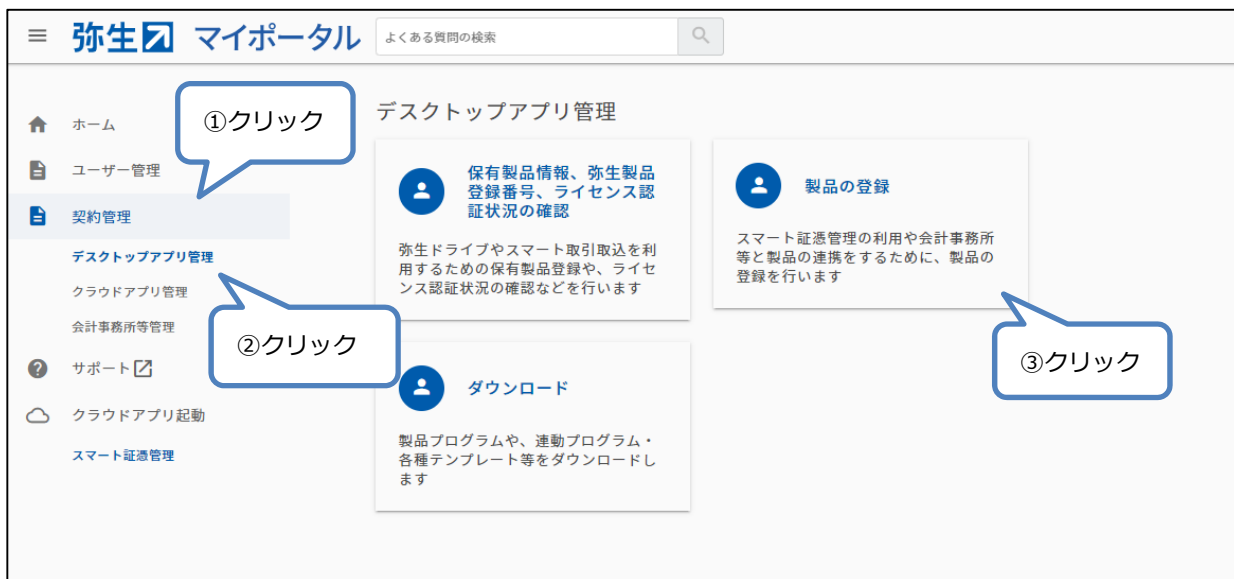 弥生 マイポータル
よくある質問の検索
ホーム
ユーザー管理
契約管理
デスクトップアプリ管理
クラウドアプリ管理
会計事務所等管理
サポート
クラウドアプリ起動
スマート証憑管理
①クリック
②クリック
デスクトップアプリ管理
保有製品情報、弥生製品
登録番号、ライセンス認
証状況の確認
弥生ドライブやスマート取引取込を利
用するための保有製品登録や、ライセ
ンス認証状況の確認などを行います
製品の登録
スマート証憑管理の利用や会計事務所
等と製品の連携をするために、製品の
登録を行います
③クリック
ダウンロード
製品プログラムや、連動プログラム・
各種テンプレート等をダウンロードし
ます